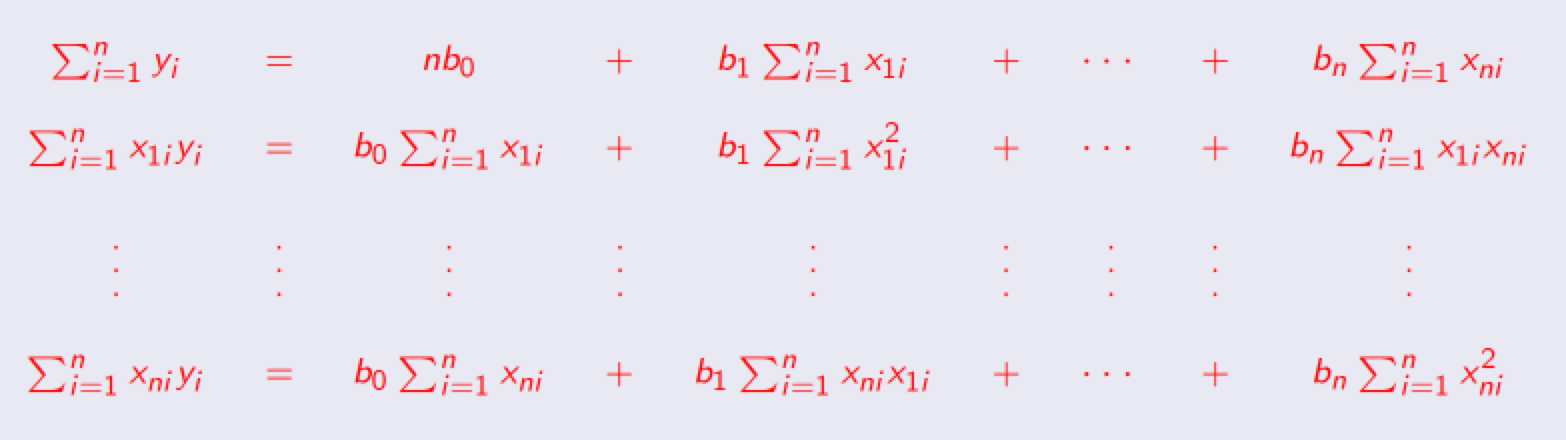 ∑ⁿᵢ₌₁ yᵢ = nb₀ + b₁ ∑ⁿᵢ₌₁ x₁ᵢ + ··· + bₙ ∑ⁿᵢ₌₁ xₙᵢ
∑ⁿᵢ₌₁ x₁ᵢyᵢ = b₀ ∑ⁿᵢ₌₁ x₁ᵢ + b₁ ∑ⁿᵢ₌₁ x₁ᵢ² + ··· + bₙ ∑ⁿᵢ₌₁ x₁ᵢxₙᵢ
⋮ ⋮ ⋮ ⋮ ⋮ ⋮ ⋮ ⋮ ⋮
∑ⁿᵢ₌₁ xₙᵢyᵢ = b₀ ∑ⁿᵢ₌₁ xₙᵢ + b₁ ∑ⁿᵢ₌₁ xₙᵢx₁ᵢ + ··· + bₙ ∑ⁿᵢ₌₁ xₙᵢ²